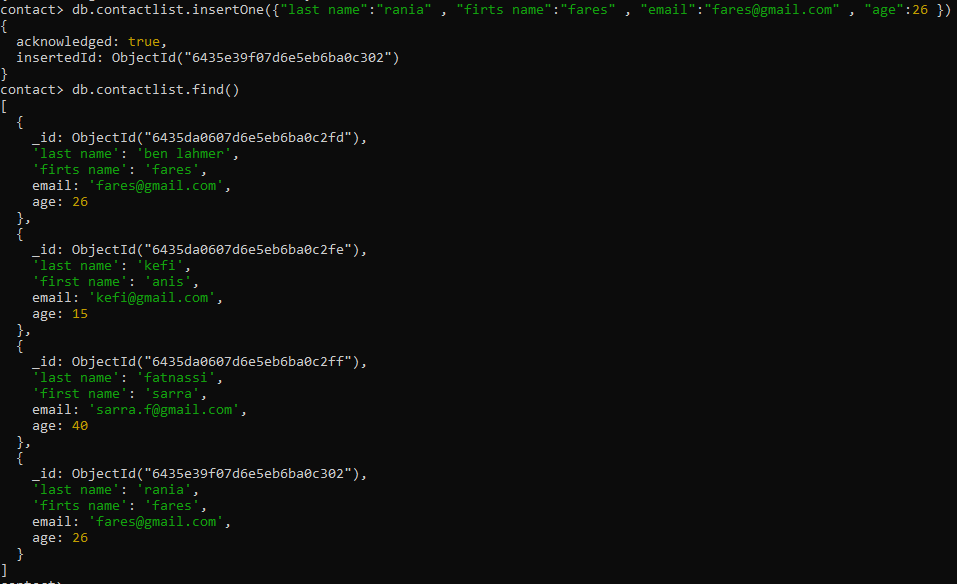 contact> db.contactlist.insertOne({"last name":"rania" , "firts name":"fares" , "email":"fares@gmail.com" , "age":26 })
{
  acknowledged: true,
  insertedId: ObjectId("6435e39f07d6e5eb6ba0c302")
}
contact> db.contactlist.find()
[
  {
    _id: ObjectId("6435da0607d6e5eb6ba0c2fd"),
    'last name': 'ben lahmer',
    'firts name': 'fares',
    email: 'fares@gmail.com',
    age: 26
  },
  {
    _id: ObjectId("6435da0607d6e5eb6ba0c2fe"),
    'last name': 'kefi',
    'first name': 'anis',
    email: 'kefi@gmail.com',
    age: 15
  },
  {
    _id: ObjectId("6435da0607d6e5eb6ba0c2ff"),
    'last name': 'fatnassi',
    'first name': 'sarra',
    email: 'sarra.f@gmail.com',
    age: 40
  },
  {
    _id: ObjectId("6435e39f07d6e5eb6ba0c302"),
    'last name': 'rania',
    'firts name': 'fares',
    email: 'fares@gmail.com',
    age: 26
  }
]